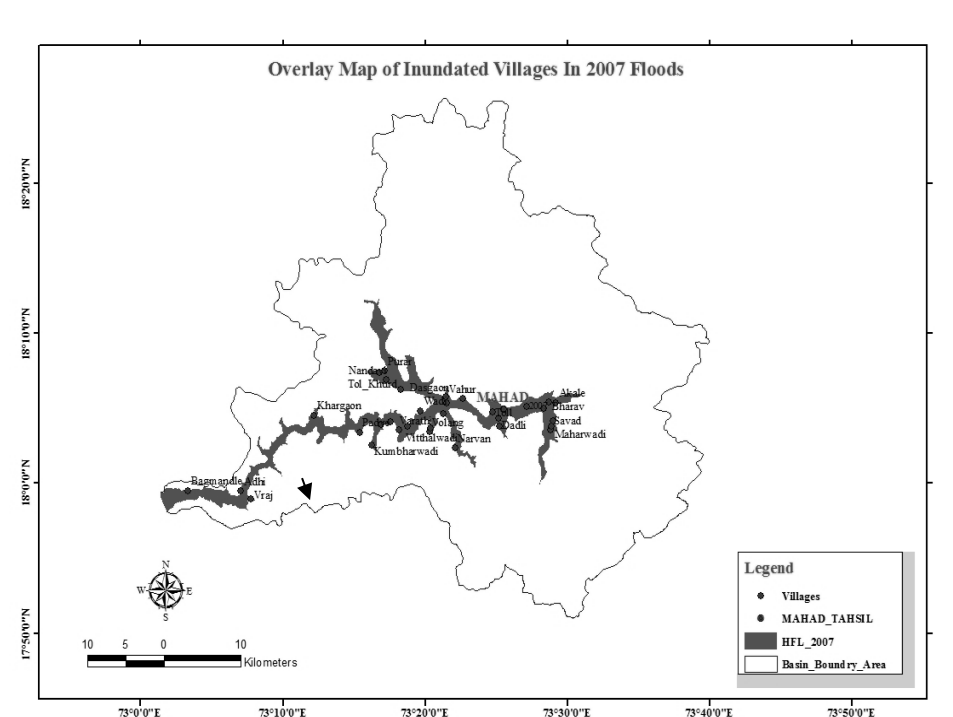 Overlay Map of Inundated Villages In 2007 Floods
18°20'0"N
18°10'0"N
18°0'0"N
17°50'0"N
Purar
Tol_Khurd
Dasgaon
Vahur
MAHAD
Akale
Bharav
Khargaon
Dadli
Savad
Maharwadi
Vitthalwadi
Narvan
Kumbharwadi
Bagmandle
Adhi
Vraj
N
W
E
S
10 5 0 10
Kilometers
Legend
Villages
MAHAD_TAHSIL
HFL_2007
Basin_Boundry_Area
73°0'0"E 73°10'0"E 73°20'0"E 73°30'0"E 73°40'0"E 73°50'0"E